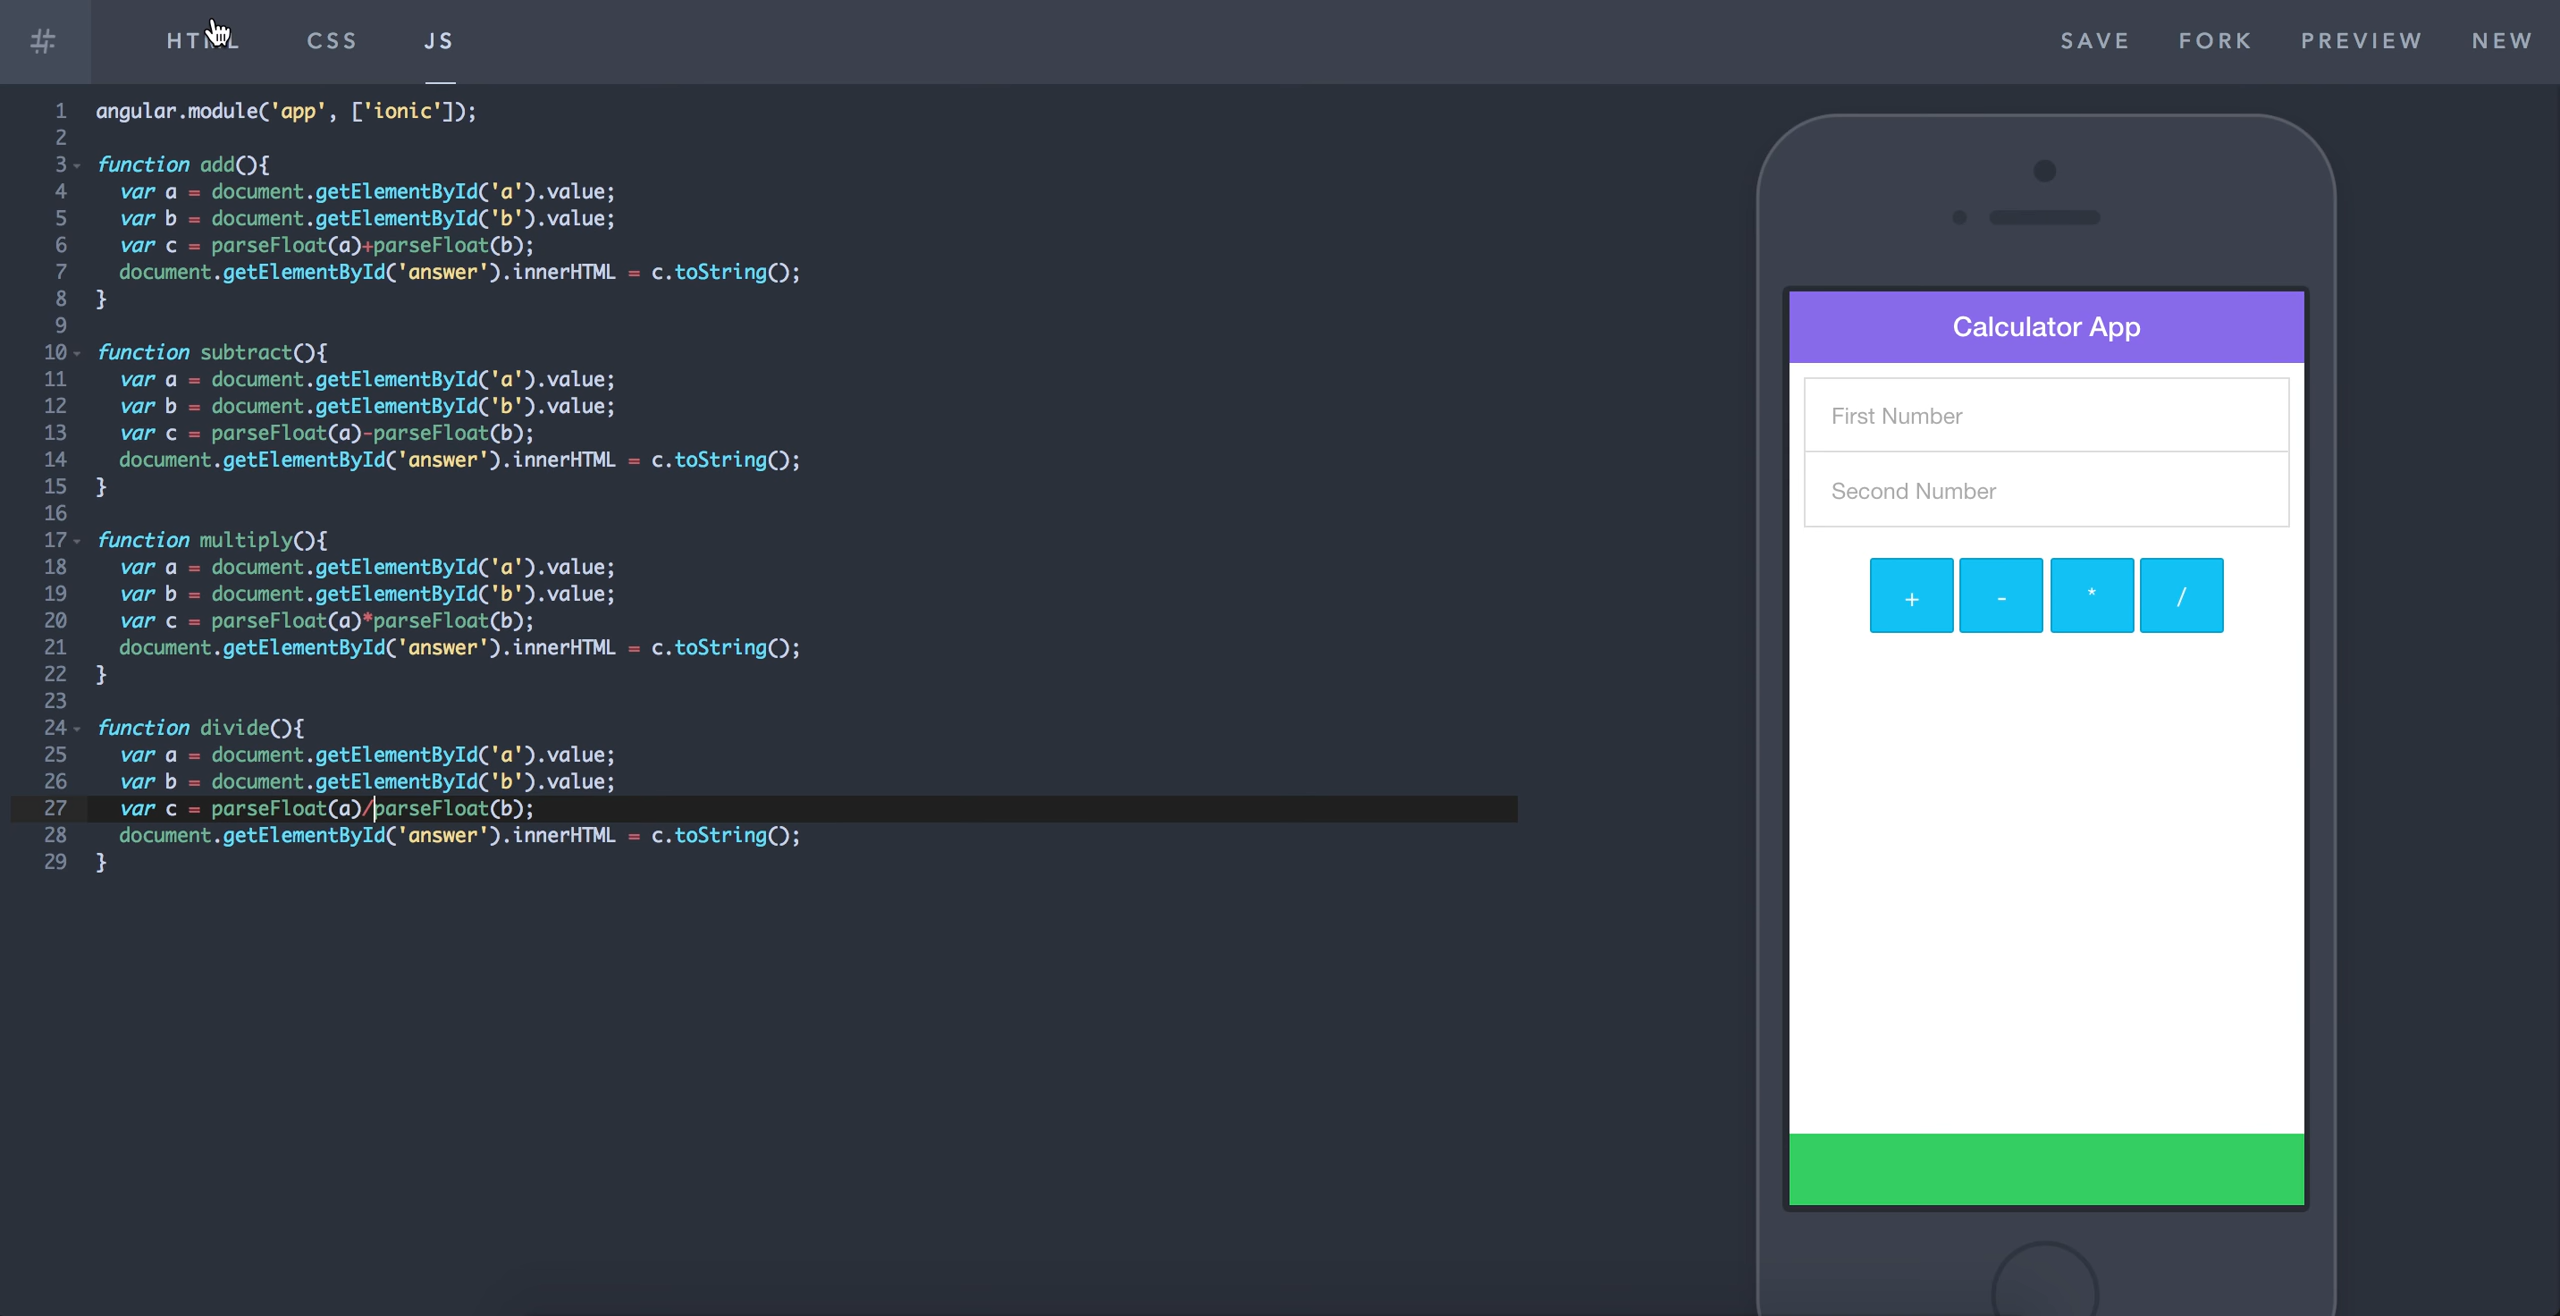 # HTML CSS JS SAVE FORK PREVIEW NEW
1 angular.module('app', ['ionic']);
2
3 function add(){
4 var a = document.getElementById('a').value;
5 var b = document.getElementById('b').value;
6 var c = parseFloat(a)+parseFloat(b);
7 document.getElementById('answer').innerHTML = c.toString();
8 }
9
10 function subtract(){
11 var a = document.getElementById('a').value;
12 var b = document.getElementById('b').value;
13 var c = parseFloat(a)-parseFloat(b);
14 document.getElementById('answer').innerHTML = c.toString();
15 }
16
17 function multiply(){
18 var a = document.getElementById('a').value;
19 var b = document.getElementById('b').value;
20 var c = parseFloat(a)*parseFloat(b);
21 document.getElementById('answer').innerHTML = c.toString();
22 }
23
24 function divide(){
25 var a = document.getElementById('a').value;
26 var b = document.getElementById('b').value;
27 var c = parseFloat(a)/parseFloat(b);
28 document.getElementById('answer').innerHTML = c.toString();
29 }
Calculator App
First Number
Second Number
+ - * /